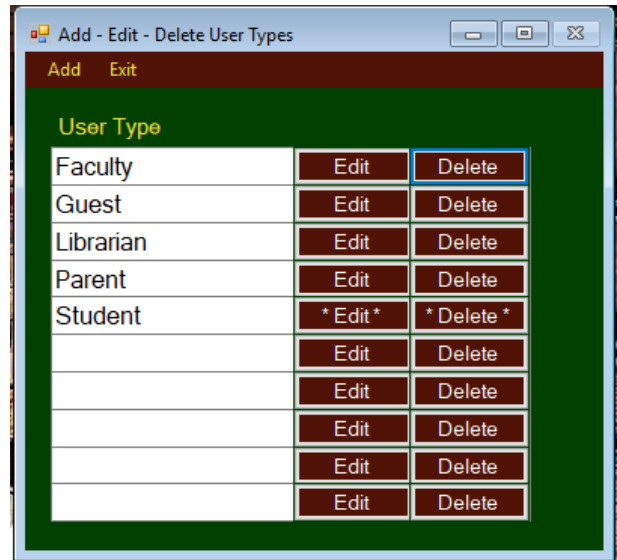 Add - Edit - Delete User Types
Add Exit
User Type
Faculty Edit Delete
Guest Edit Delete
Librarian Edit Delete
Parent Edit Delete
Student * Edit * * Delete *
Edit Delete
Edit Delete
Edit Delete
Edit Delete
Edit Delete